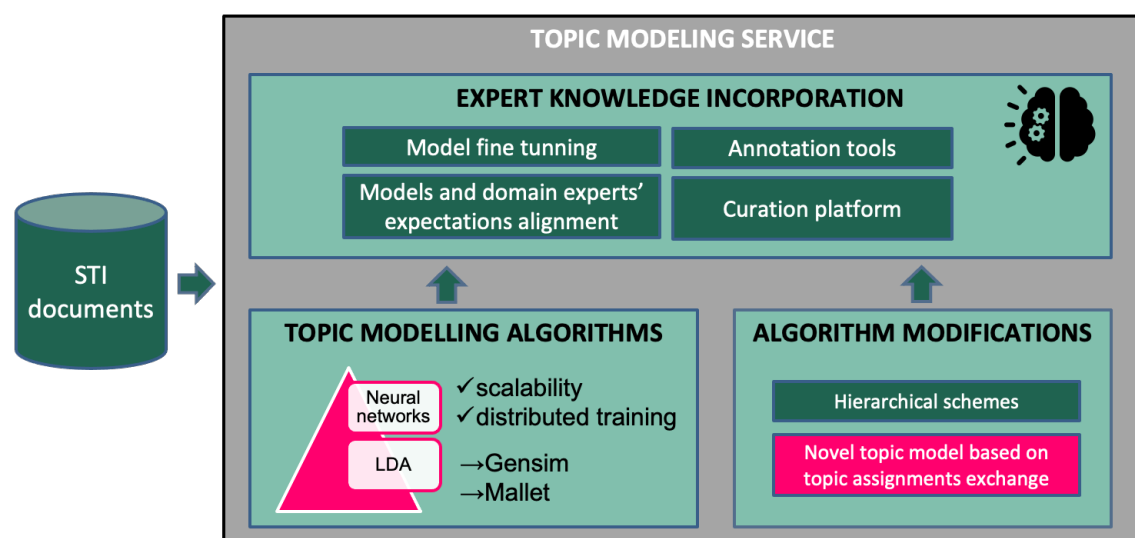 TOPIC MODELING SERVICE
EXPERT KNOWLEDGE INCORPORATION
Model fine tunning
Annotation tools
Models and domain experts’
expectations alignment
Curation platform
STI
documents
TOPIC MODELLING ALGORITHMS
Neural
networks
✓scalability
✓distributed training
LDA
→Gensim
→Mallet
ALGORITHM MODIFICATIONS
Hierarchical schemes
Novel topic model based on
topic assignments exchange